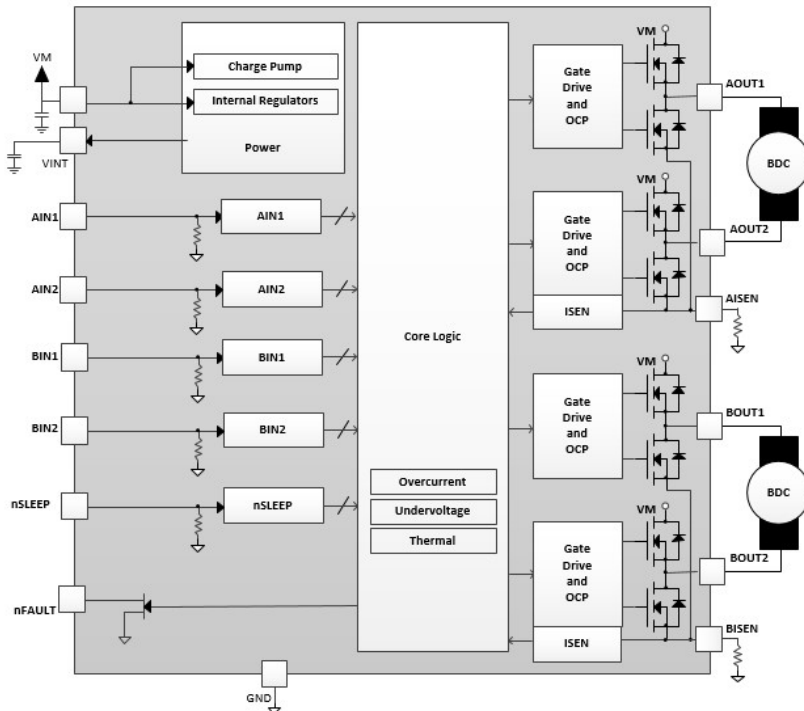 VM
VINT
Charge Pump
Internal Regulators
Power
AIN1
AIN1
AIN2
AIN2
BIN1
BIN1
BIN2
BIN2
nSLEEP
nSLEEP
nFAULT
GND
Core Logic
Overcurrent
Undervoltage
Thermal
Gate
Drive
and
OCP
VM
AOUT1
BDC
Gate
Drive
and
OCP
VM
AOUT2
ISEN
AISEN
Gate
Drive
and
OCP
VM
BOUT1
BDC
Gate
Drive
and
OCP
VM
BOUT2
ISEN
BISEN